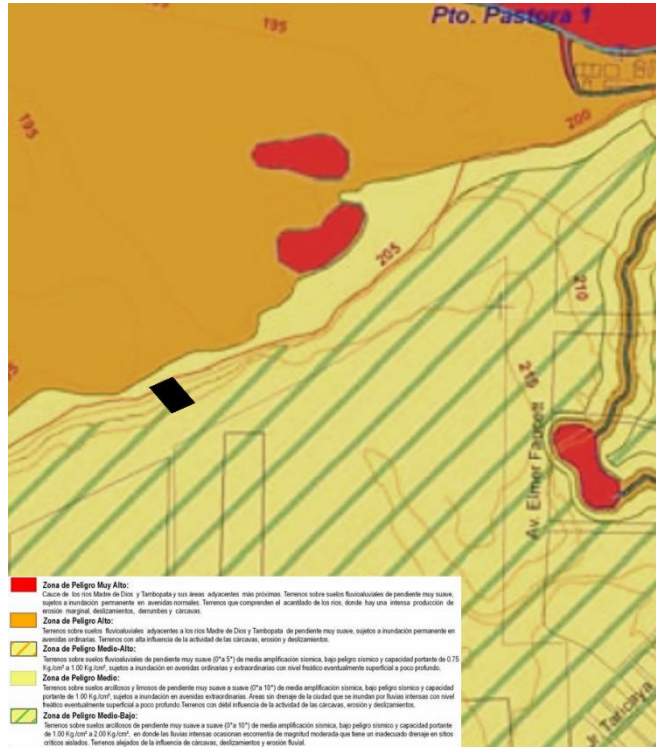 Pto. Pastora 1
195
195
200
205
210
210
Av. Elmer Faucett
Jr. Tahicaya
Zona de Peligro Muy Alto:
Cauce de los rios Madre de Dios y Tambopata y sus áreas adyacentes más próximas. Terrenos sobre suelos fluvioaluviales de pendiente muy suave,
sujetos a inundación permanente en avenidas normales. Terrenos que comprenden el acantilado de los rios, donde hay una intensa producción de
erosión marginal, deslizamientos, derrumbes y cárcavas.
Zona de Peligro Alto:
Terrenos sobre suelos fluvioaluviales adyacentes a los rios Madre de Dios y Tambopata de pendiente muy suave, sujetos a inundación permanente en
avenidas ordinarias. Terrenos con alta influencia de la actividad de las cárcavas, erosión y deslizamientos.
Zona de Peligro Medio-Alto:
Terrenos sobre suelos fluvioaluviales de pendiente muy suave (0°a 5°) de media amplificación sísmica, bajo peligro sísmico y capacidad portante de 0.75
Kg./cm² a 1.00 Kg./cm², sujetos a inundación en avenidas ordinarias y extraordinarias con nivel freático eventualmente superficial a poco profundo.
Zona de Peligro Medio:
Terrenos sobre suelos arcillosos y limosos de pendiente muy suave a suave (0°a 10°) de media amplificación sísmica, bajo peligro sísmico y capacidad
portante de 1.00 Kg./cm², sujetos a inundación en avenidas extraordinarias. Áreas sin drenaje de la ciudad que se inundan por lluvias intensas con nivel
freático eventualmente superficial a poco profundo.Terrenos con débil influencia de la actividad de las cárcavas, erosión y deslizamientos.
Zona de Peligro Medio-Bajo:
Terrenos sobre suelos arcillosos de pendiente muy suave a suave (0°a 10°) de media amplificación sísmica, bajo peligro sísmico y capacidad portante
de 1.00 Kg./cm² a 2.00 Kg./cm², en donde las lluvias intensas ocasionan escorrentia de magnitud moderada que tiene un inadecuado drenaje en sitios
críticos aislados. Terrenos alejados de la influencia de cárcavas, deslizamientos y erosión fluvial.